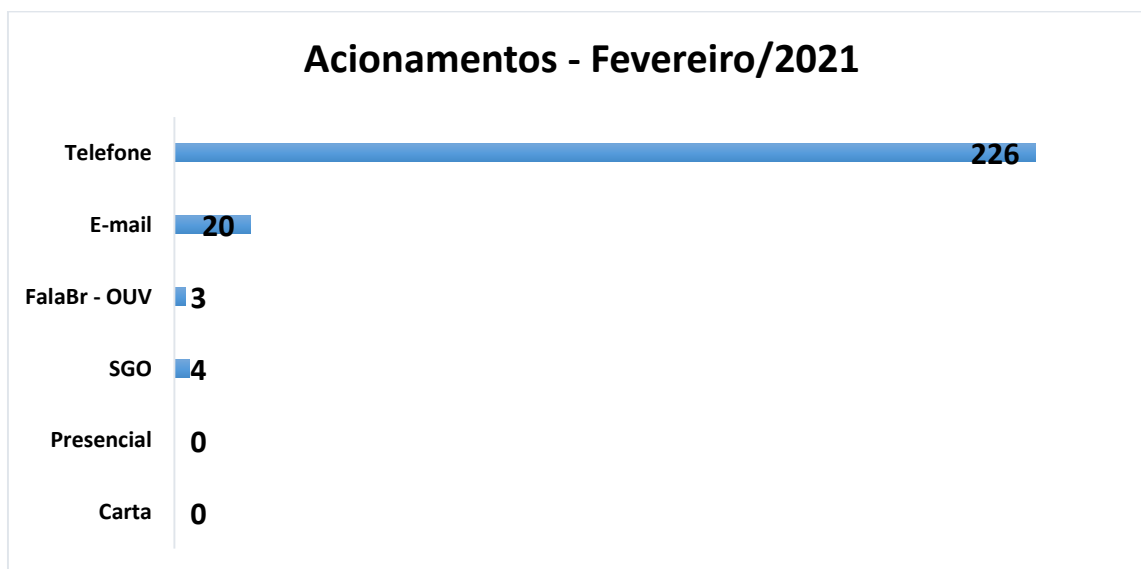 Acionamentos - Fevereiro/2021
Telefone 226
E-mail 20
FalaBr - OUV 3
SGO 4
Presencial 0
Carta 0